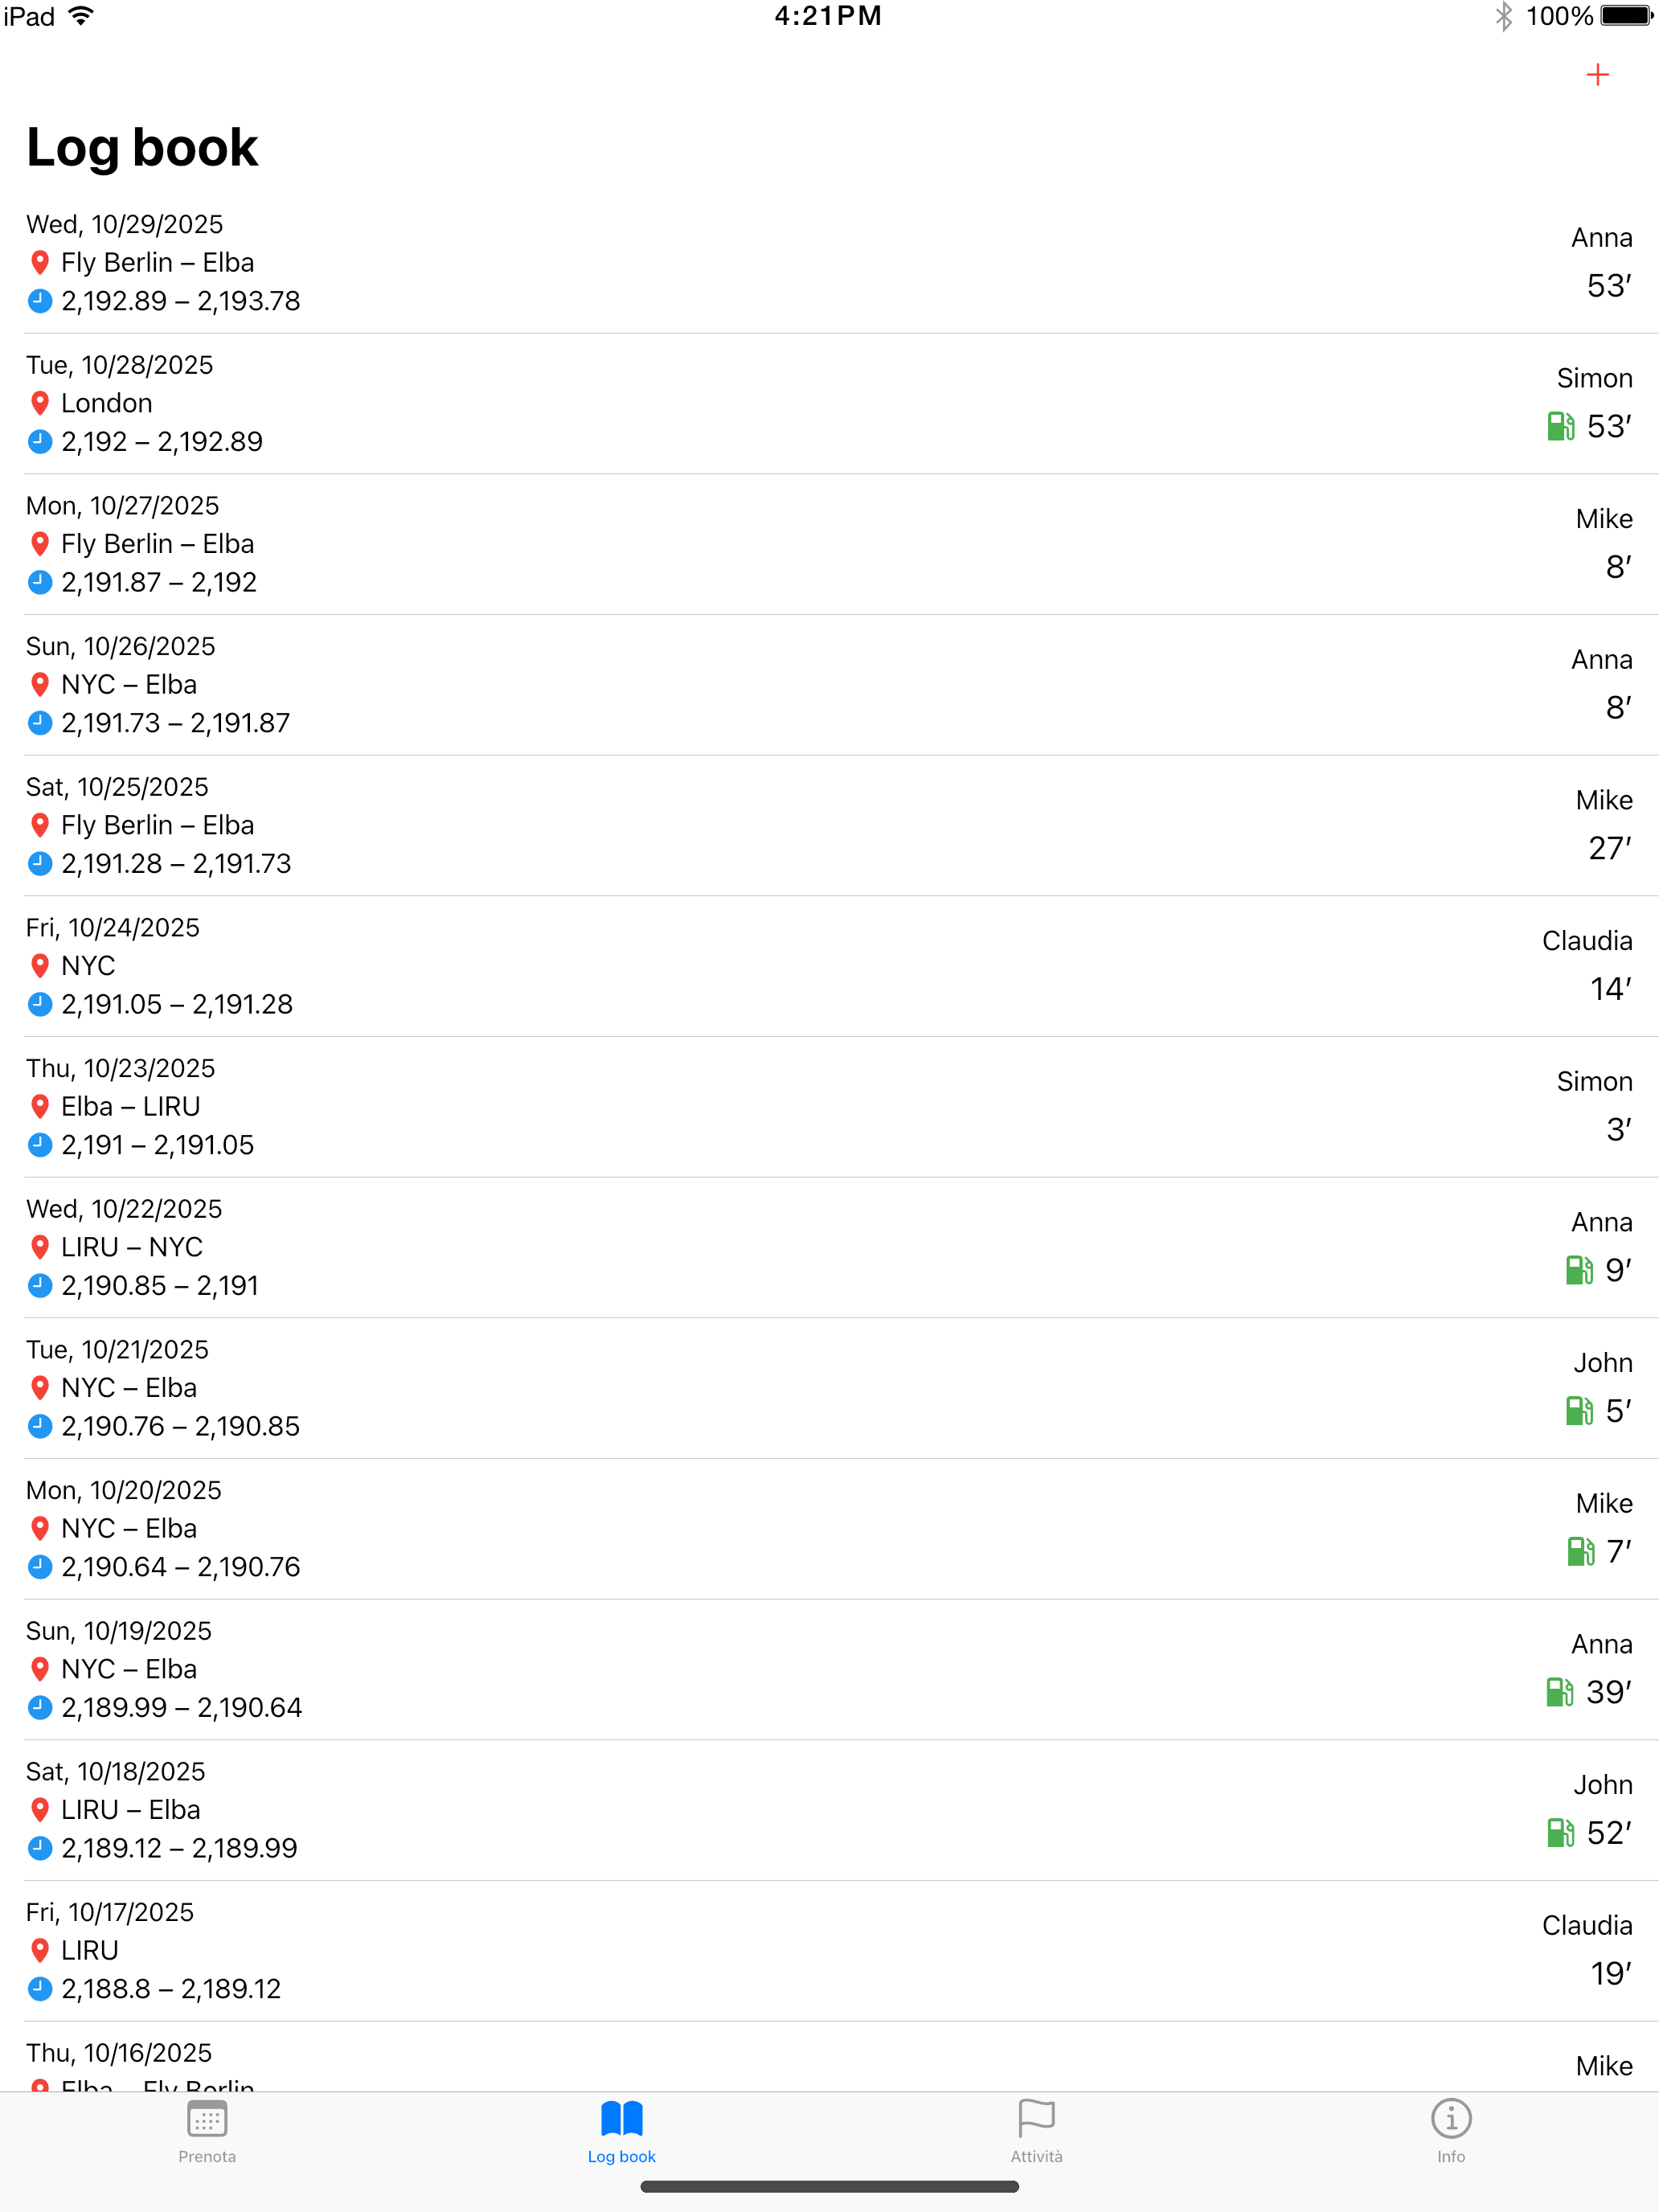 iPad 4:21PM 100%
+
Log book
Wed, 10/29/2025
Anna
Fly Berlin – Elba
53′
2,192.89 – 2,193.78
Tue, 10/28/2025
Simon
London
53′
2,192 – 2,192.89
Mon, 10/27/2025
Mike
Fly Berlin – Elba
8′
2,191.87 – 2,192
Sun, 10/26/2025
Anna
NYC – Elba
8′
2,191.73 – 2,191.87
Sat, 10/25/2025
Mike
Fly Berlin – Elba
27′
2,191.28 – 2,191.73
Fri, 10/24/2025
Claudia
NYC
14′
2,191.05 – 2,191.28
Thu, 10/23/2025
Simon
Elba – LIRU
3′
2,191 – 2,191.05
Wed, 10/22/2025
Anna
LIRU – NYC
9′
2,190.85 – 2,191
Tue, 10/21/2025
John
NYC – Elba
5′
2,190.76 – 2,190.85
Mon, 10/20/2025
Mike
NYC – Elba
7′
2,190.64 – 2,190.76
Sun, 10/19/2025
Anna
NYC – Elba
39′
2,189.99 – 2,190.64
Sat, 10/18/2025
John
LIRU – Elba
52′
2,189.12 – 2,189.99
Fri, 10/17/2025
Claudia
LIRU
19′
2,188.8 – 2,189.12
Thu, 10/16/2025
Mike
Elba – Fly Berlin
Prenota
Log book
Attività
Info